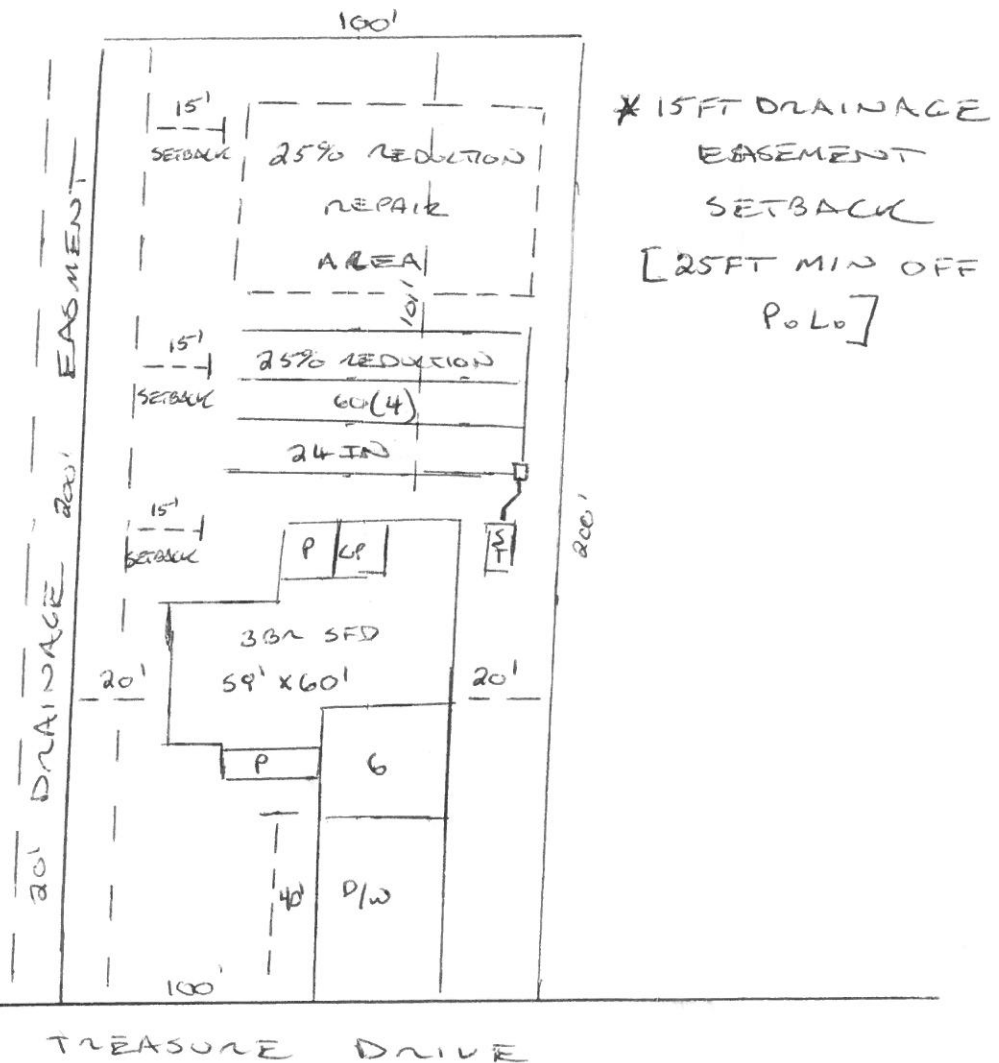 100'
* 15FT DRAINAGE
EASEMENT
SETBACK
[25FT MIN OFF
P.L.]
15'
SETBACK
25% REDUCTION
REPAIR
AREA
101'
15'
SETBACK
25% REDUCTION
60(4)
24 IN
15'
SETBACK
P
CP
ST
200'
20' DRAINAGE EASMENT
200'
3BR SFD
59' X 60'
20'
20'
P
G
40'
D/W
100'
TREASURE DRIVE